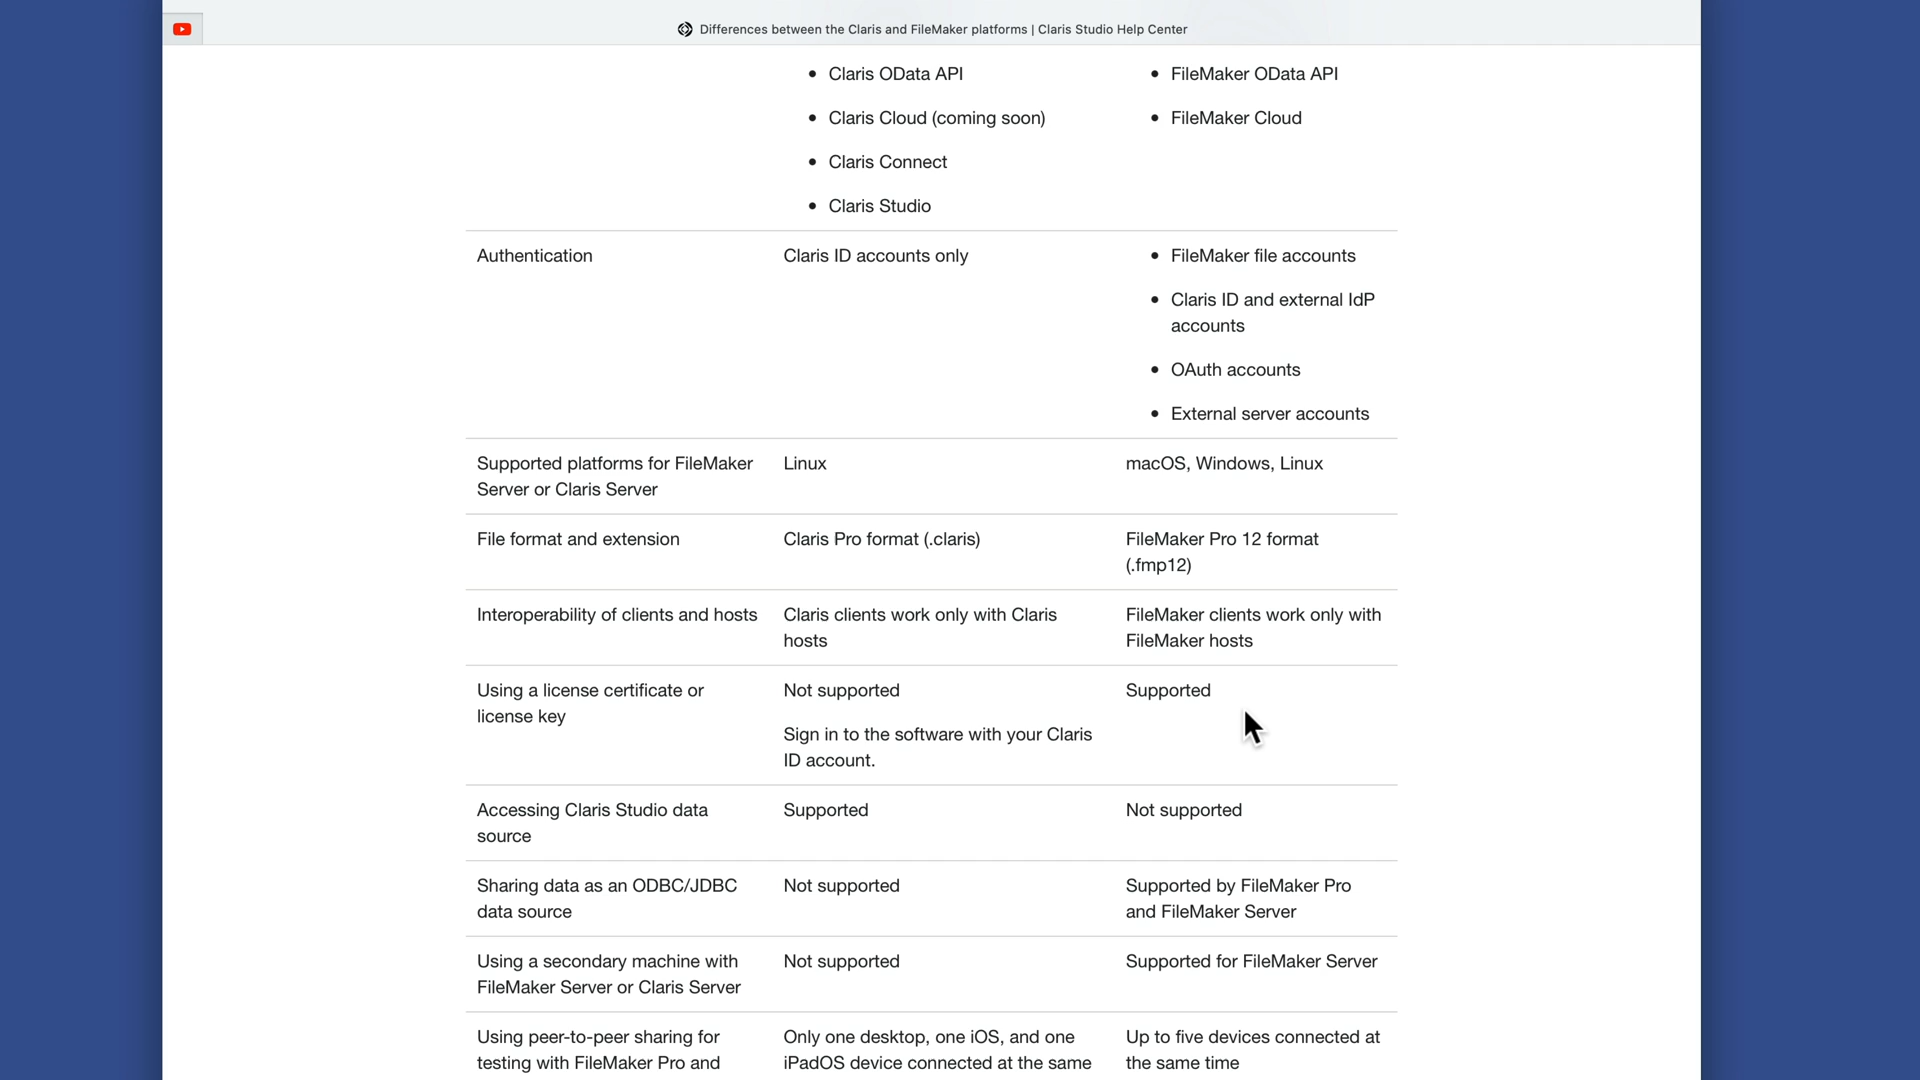 Differences between the Claris and FileMaker platforms | Claris Studio Help Center
• Claris OData API
• Claris Cloud (coming soon)
• Claris Connect
• Claris Studio
• FileMaker OData API
• FileMaker Cloud
Authentication
Claris ID accounts only
• FileMaker file accounts
• Claris ID and external IdP
accounts
• OAuth accounts
• External server accounts
Supported platforms for FileMaker
Server or Claris Server
Linux
macOS, Windows, Linux
File format and extension
Claris Pro format (.claris)
FileMaker Pro 12 format
(.fmp12)
Interoperability of clients and hosts
Claris clients work only with Claris
hosts
FileMaker clients work only with
FileMaker hosts
Using a license certificate or
license key
Not supported
Sign in to the software with your Claris
ID account.
Supported
Accessing Claris Studio data
source
Supported
Not supported
Sharing data as an ODBC/JDBC
data source
Not supported
Supported by FileMaker Pro
and FileMaker Server
Using a secondary machine with
FileMaker Server or Claris Server
Not supported
Supported for FileMaker Server
Using peer-to-peer sharing for
testing with FileMaker Pro and
Only one desktop, one iOS, and one
iPadOS device connected at the same
Up to five devices connected at
the same time